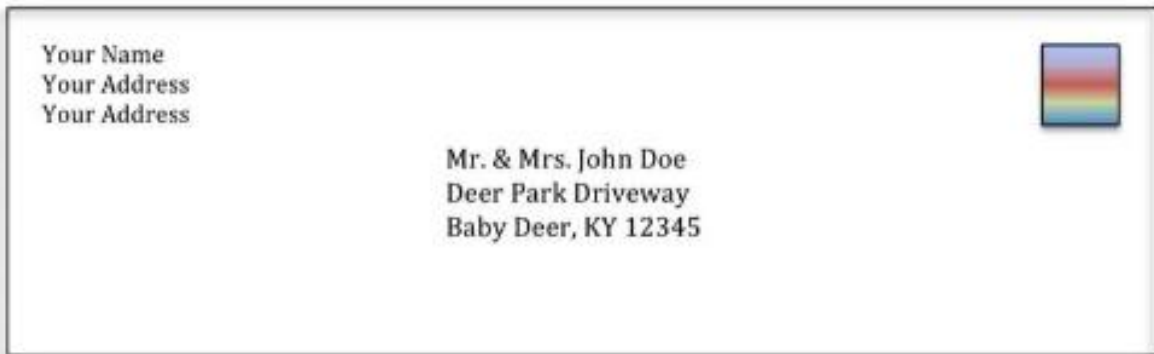 Your Name
Your Address
Your Address
Mr. & Mrs. John Doe
Deer Park Driveway
Baby Deer, KY 12345